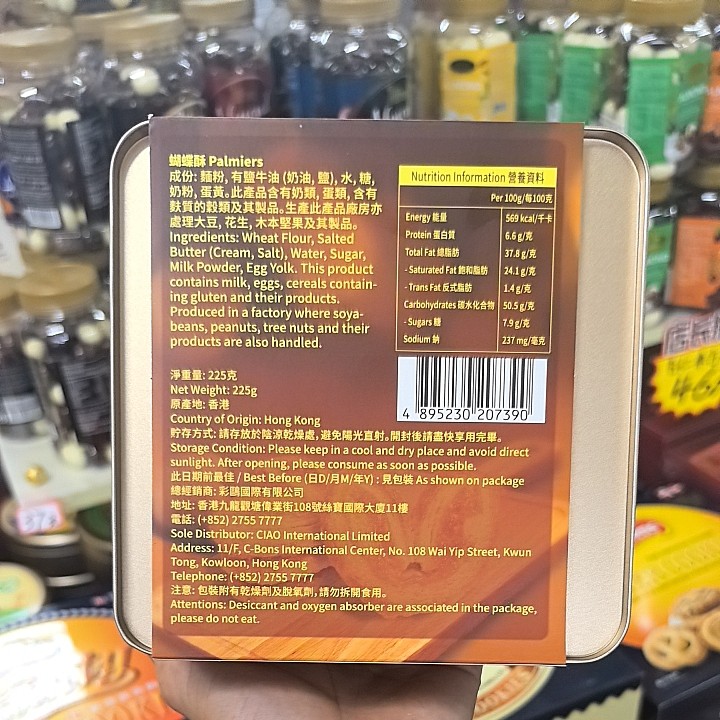 蝴蝶酥 Palmiers
成份: 麵粉, 有鹽牛油 (奶油, 鹽), 水, 糖,
奶粉, 蛋黃。此產品含有奶類, 蛋類, 含有
麩質的穀類及其製品。生產此產品廠房亦
處理大豆, 花生, 木本堅果及其製品。
Ingredients: Wheat Flour, Salted
Butter (Cream, Salt), Water, Sugar,
Milk Powder, Egg Yolk. This product
contains milk, eggs, cereals contain-
ing gluten and their products.
Produced in a factory where soya-
beans, peanuts, tree nuts and their
products are also handled.
淨重量: 225克
Net Weight: 225g
原產地: 香港
Country of Origin: Hong Kong
貯存方式: 請存放於陰涼乾燥處, 避免陽光直射。開封後請盡快享用完畢。
Storage Condition: Please keep in a cool and dry place and avoid direct
sunlight. After opening, please consume as soon as possible.
此日期前最佳 / Best Before (日D/月M/年Y) : 見包裝 As shown on package
總經銷商: 彩鷗國際有限公司
地址: 香港九龍觀塘偉業街108號絲寶國際大廈11樓
電話: (+852) 2755 7777
Sole Distributor: CIAO International Limited
Address: 11/F, C-Bons International Center, No. 108 Wai Yip Street, Kwun
Tong, Kowloon, Hong Kong
Telephone: (+852) 2755 7777
注意: 包裝附有乾燥劑及脫氧劑, 請勿拆開食用。
Attentions: Desiccant and oxygen absorber are associated in the package,
please do not eat.
Nutrition Information 營養資料
Per 100g/每100克
Energy 能量 569 kcal/千卡
Protein 蛋白質 6.6 g/克
Total Fat 總脂肪 37.8 g/克
- Saturated Fat 飽和脂肪 24.1 g/克
- Trans Fat 反式脂肪 1.4 g/克
Carbohydrates 碳水化合物 50.5 g/克
- Sugars 糖 7.9 g/克
Sodium 鈉 237 mg/毫克
4 895230 207390